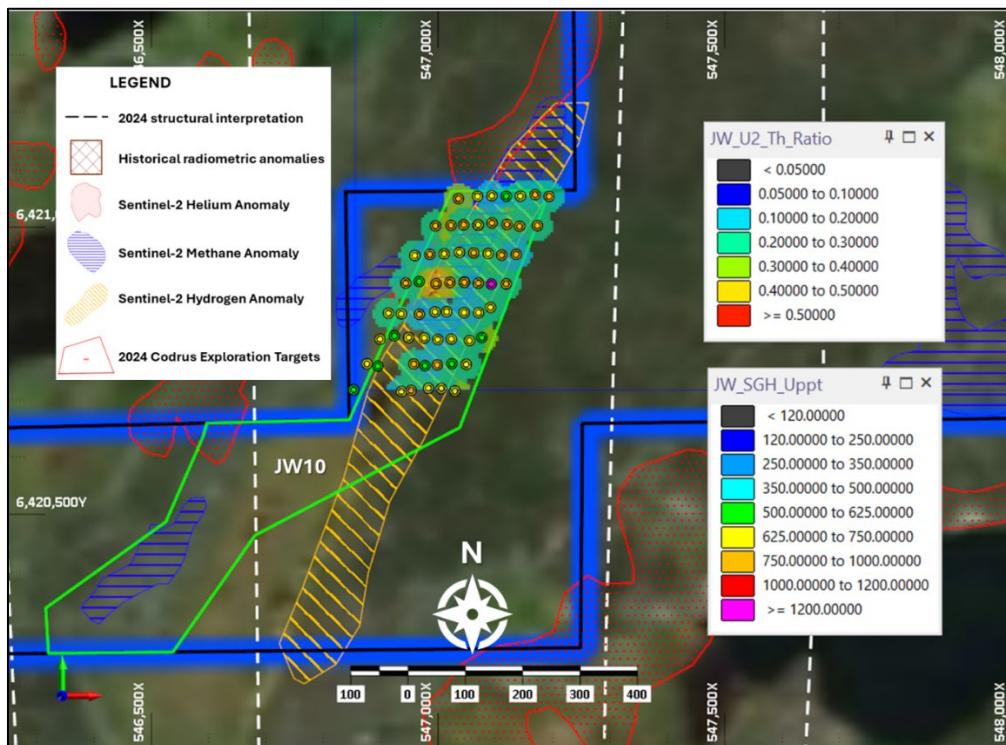 46,500X
547,000X
547,500X
548,000X
LEGEND
2024 structural interpretation
Historical radiometric anomalies
Sentinel-2 Helium Anomaly
Sentinel-2 Methane Anomaly
Sentinel-2 Hydrogen Anomaly
2024 Codrus Exploration Targets
JW_U2_Th_Ratio
< 0.05000
0.05000 to 0.10000
0.10000 to 0.20000
0.20000 to 0.30000
0.30000 to 0.40000
0.40000 to 0.50000
>= 0.50000
6,421,0
JW_SGH_Uppt
< 120.00000
120.00000 to 250.00000
250.00000 to 350.00000
350.00000 to 500.00000
500.00000 to 625.00000
625.00000 to 750.00000
750.00000 to 1000.00000
1000.00000 to 1200.00000
>= 1200.00000
JW10
6,420,500Y
N
100 0 100 200 300 400
546,500X
547,000X
547,500X
548,000X